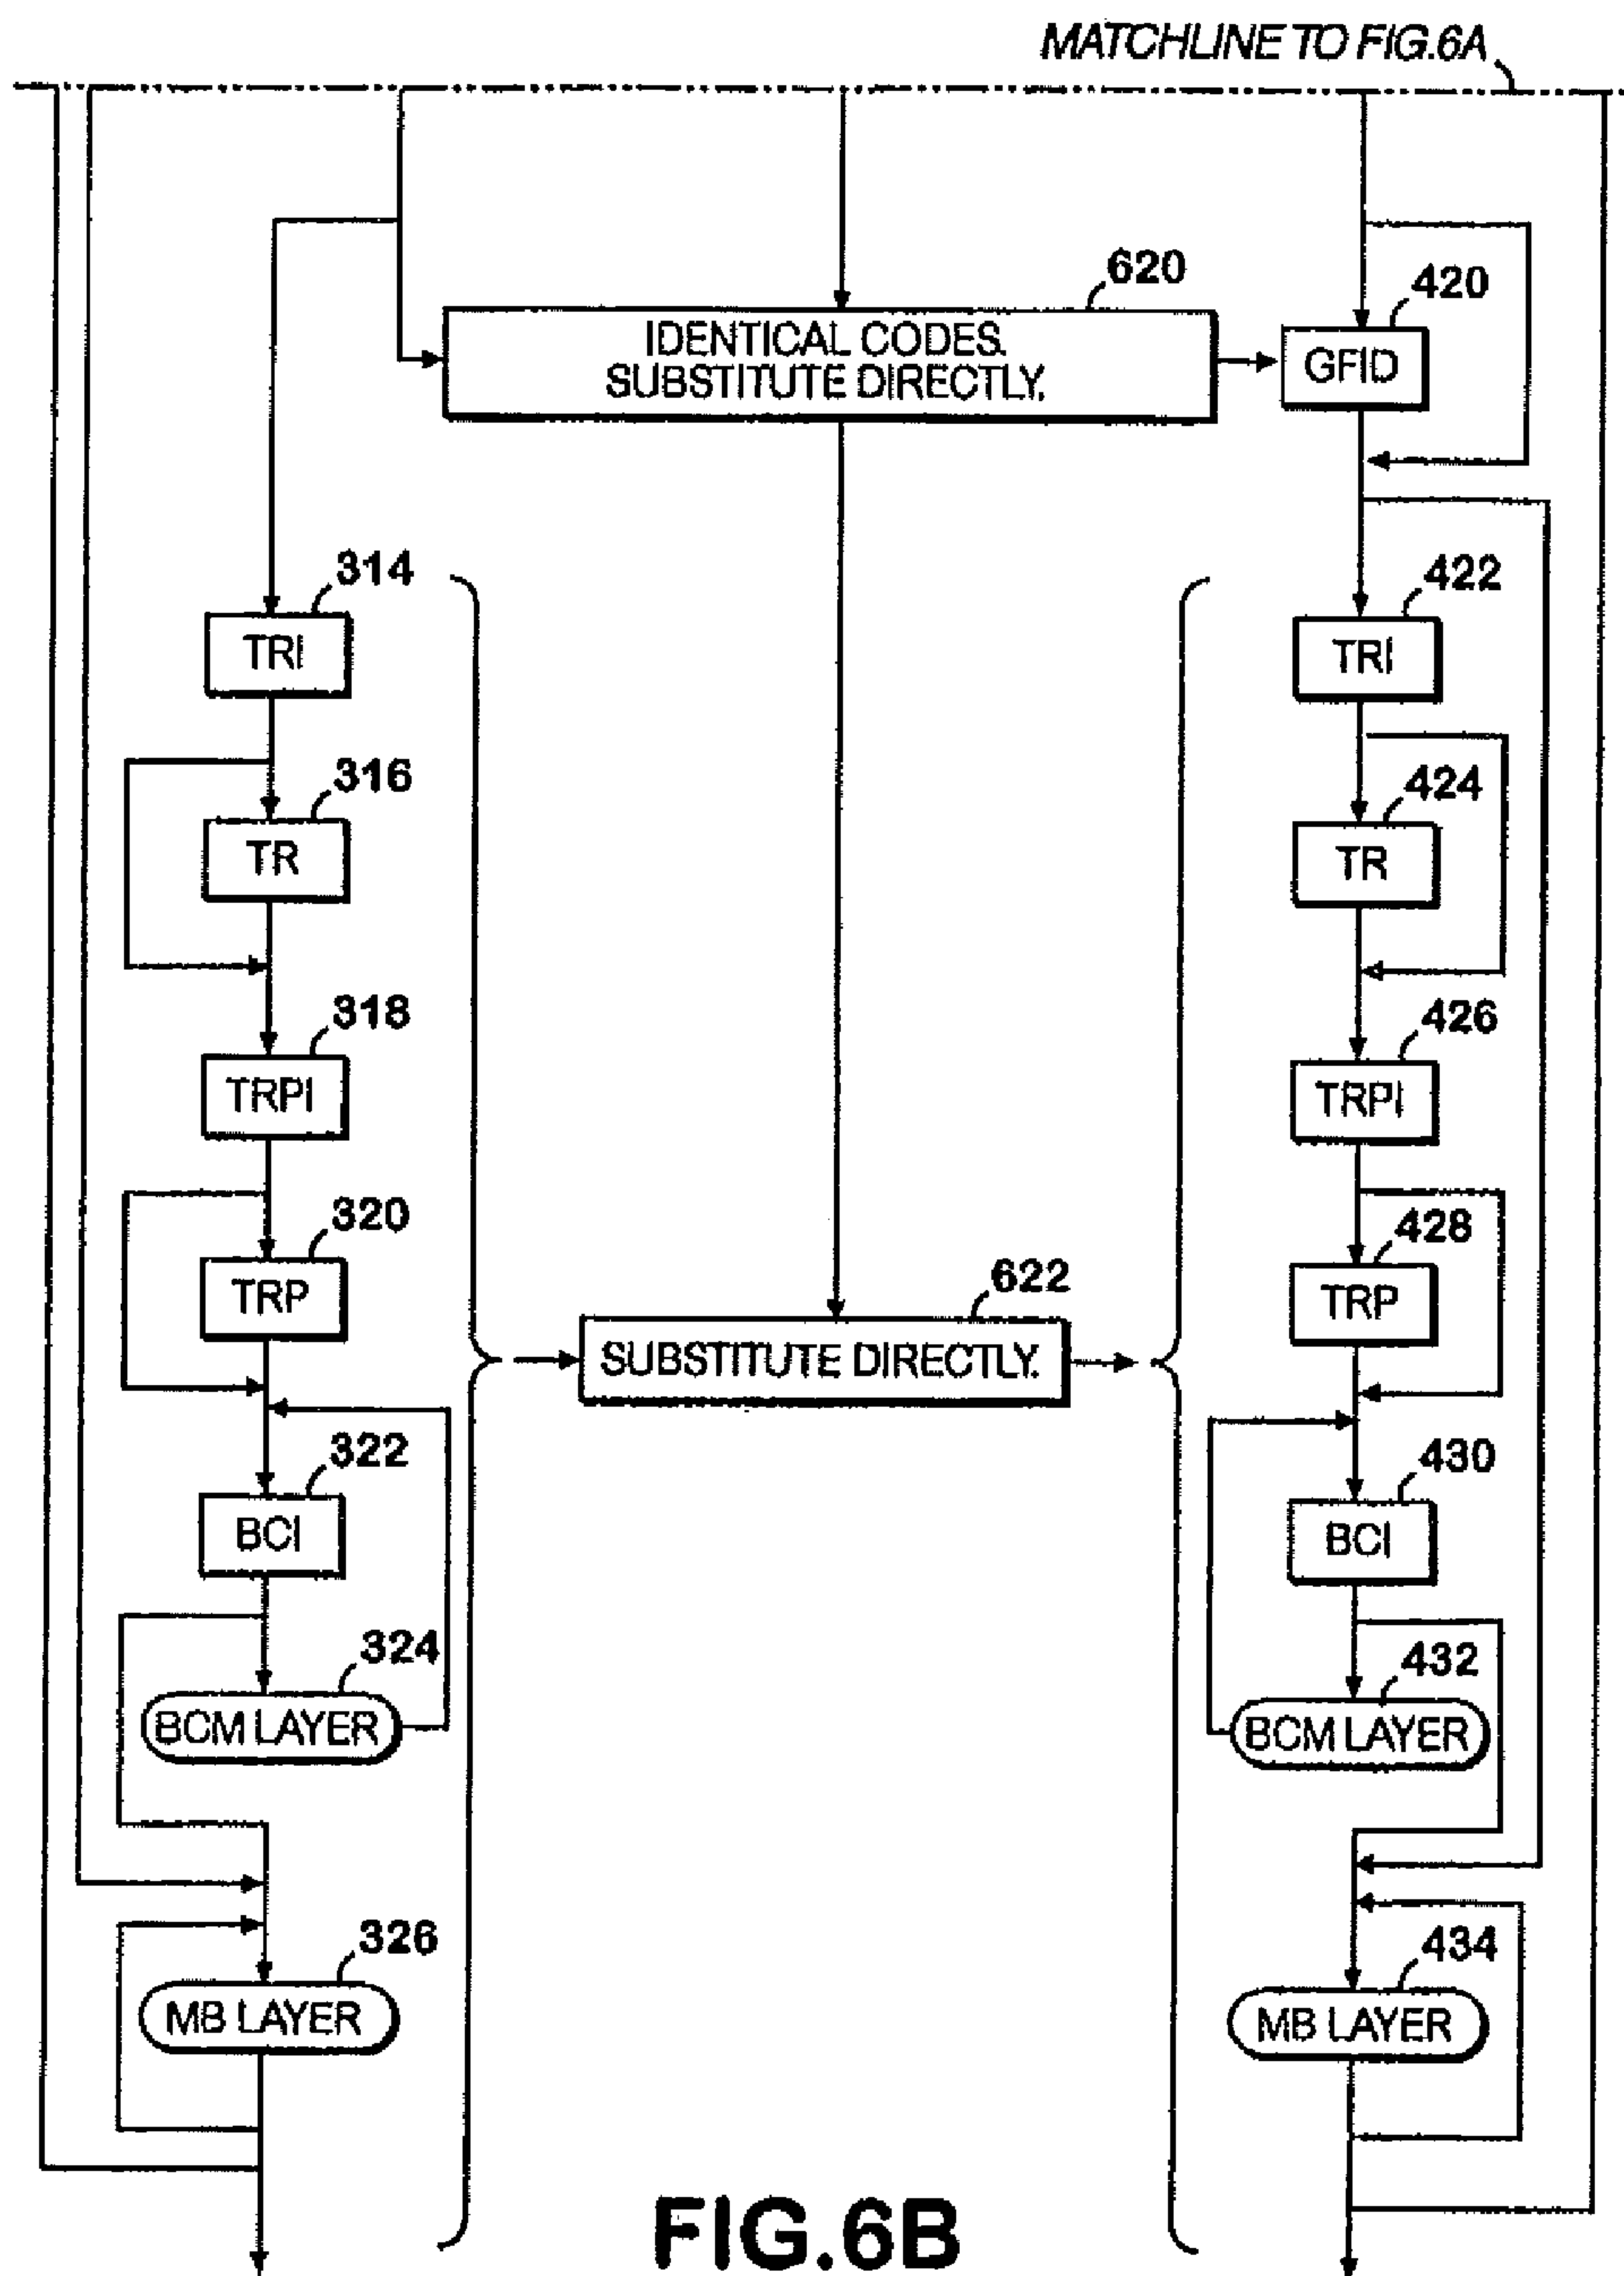 MATCHLINE TO FIG.6A
620
IDENTICAL CODES.
SUBSTITUTE DIRECTLY.
420
GFID
314
TRI
422
TRI
316
TR
424
TR
318
TRPI
426
TRPI
320
TRP
428
TRP
622
SUBSTITUTE DIRECTLY.
322
BCI
430
BCI
324
BCM LAYER
432
BCM LAYER
326
MB LAYER
434
MB LAYER
FIG.6B